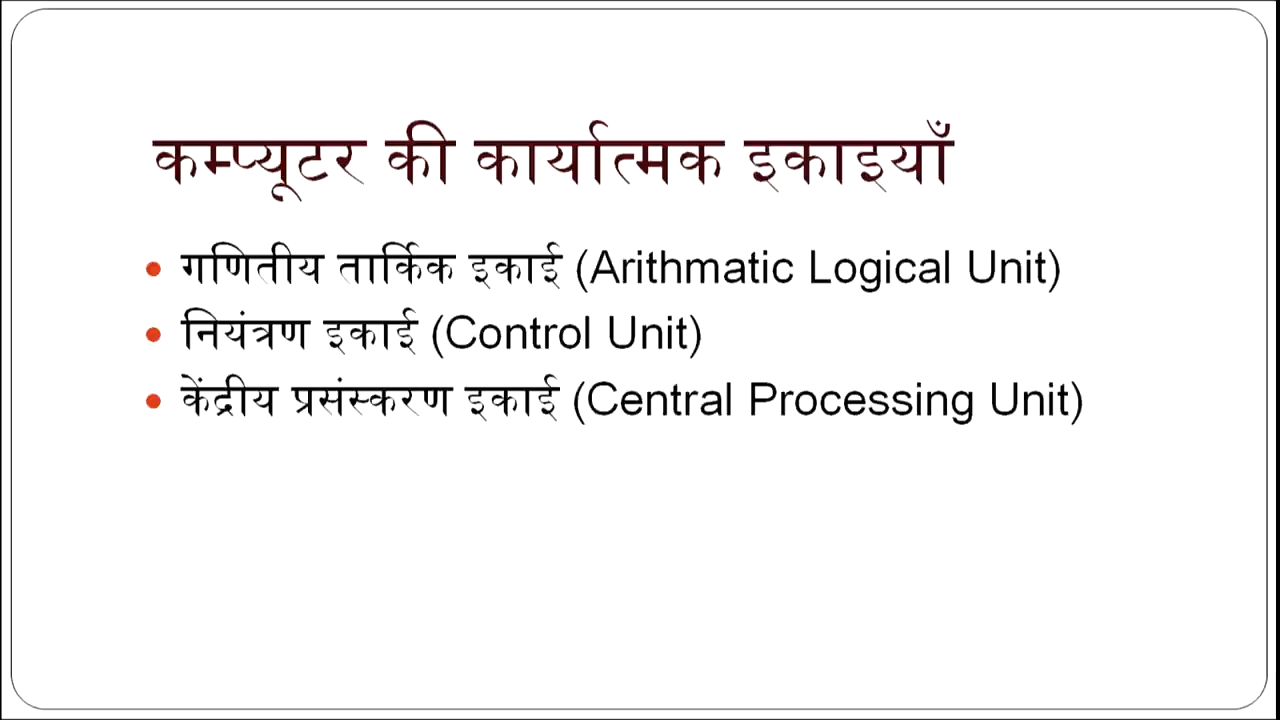 कम्प्यूटर की कार्यात्मक इकाइयाँ
• गणितीय तार्किक इकाई (Arithmatic Logical Unit)
• नियंत्रण इकाई (Control Unit)
• केंद्रीय प्रसंस्करण इकाई (Central Processing Unit)